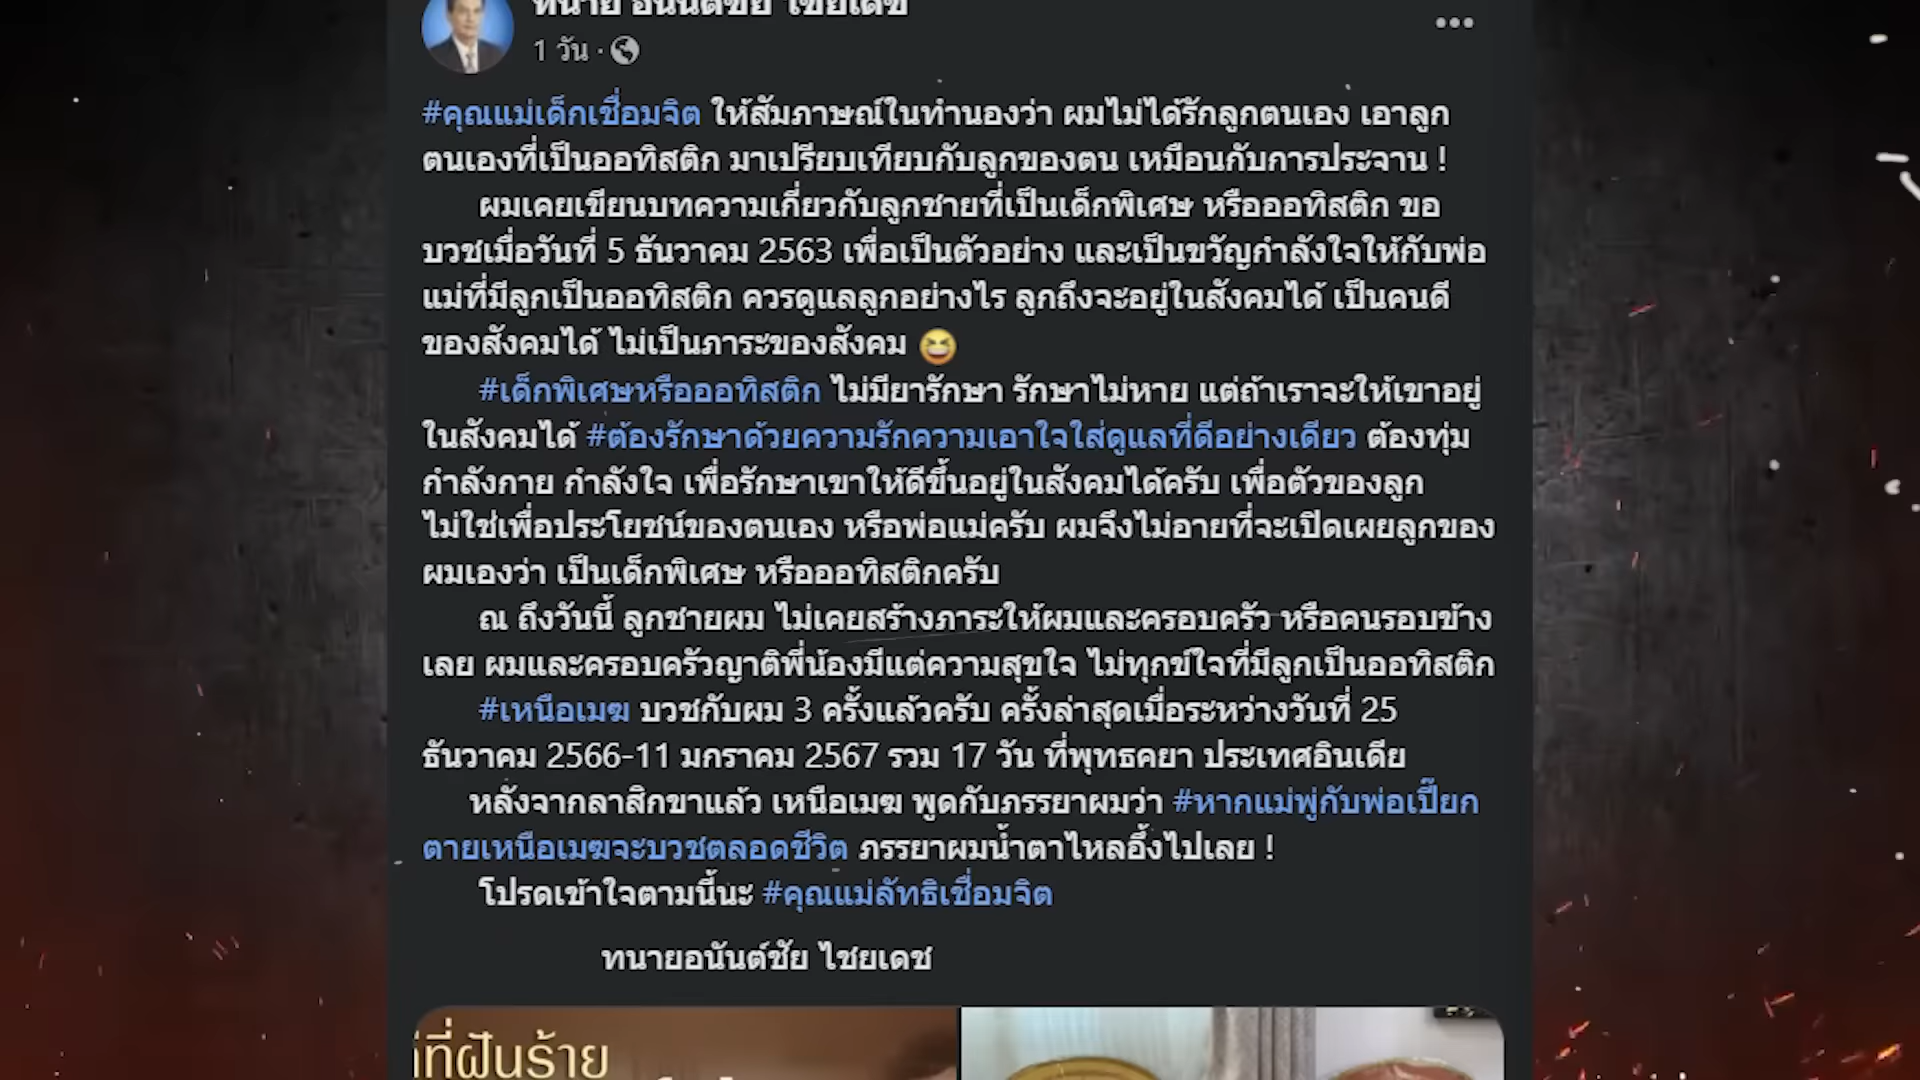 ทนาย อนันต์ชัย ไชยเดช
1 วัน ·
#คุณแม่เด็กเชื่อมจิต ให้สัมภาษณ์ในทำนองว่า ผมไม่ได้รักลูกตนเอง เอาลูก
ตนเองที่เป็นออทิสติก มาเปรียบเทียบกับลูกของตน เหมือนกับการประจาน !
ผมเคยเขียนบทความเกี่ยวกับลูกชายที่เป็นเด็กพิเศษ หรือออทิสติก ขอ
บวชเมื่อวันที่ 5 ธันวาคม 2563 เพื่อเป็นตัวอย่าง และเป็นขวัญกำลังใจให้กับพ่อ
แม่ที่มีลูกเป็นออทิสติก ควรดูแลลูกอย่างไร ลูกถึงจะอยู่ในสังคมได้ เป็นคนดี
ของสังคมได้ ไม่เป็นภาระของสังคม 😆
#เด็กพิเศษหรือออทิสติก ไม่มียารักษา รักษาไม่หาย แต่ถ้าเราจะให้เขาอยู่
ในสังคมได้ #ต้องรักษาด้วยความรักความเอาใจใส่ดูแลที่ดีอย่างเดียว ต้องทุ่ม
กำลังกาย กำลังใจ เพื่อรักษาเขาให้ดีขึ้นอยู่ในสังคมได้ครับ เพื่อตัวของลูก
ไม่ใช่เพื่อประโยชน์ของตนเอง หรือพ่อแม่ครับ ผมจึงไม่อายที่จะเปิดเผยลูกของ
ผมเองว่า เป็นเด็กพิเศษ หรือออทิสติกครับ
ณ ถึงวันนี้ ลูกชายผม ไม่เคยสร้างภาระให้ผมและครอบครัว หรือคนรอบข้าง
เลย ผมและครอบครัวญาติพี่น้องมีแต่ความสุขใจ ไม่ทุกข์ใจที่มีลูกเป็นออทิสติก
#เหนือเมฆ บวชกับผม 3 ครั้งแล้วครับ ครั้งล่าสุดเมื่อระหว่างวันที่ 25
ธันวาคม 2566-11 มกราคม 2567 รวม 17 วัน ที่พุทธคยา ประเทศอินเดีย
หลังจากลาสิกขาแล้ว เหนือเมฆ พูดกับภรรยาผมว่า #หากแม่พู่กับพ่อเปี๊ยก
ตายเหนือเมฆจะบวชตลอดชีวิต ภรรยาผมน้ำตาไหลอึ้งไปเลย !
โปรดเข้าใจตามนี้นะ #คุณแม่ลัทธิเชื่อมจิต
ทนายอนันต์ชัย ไชยเดช
ที่ฝันร้าย